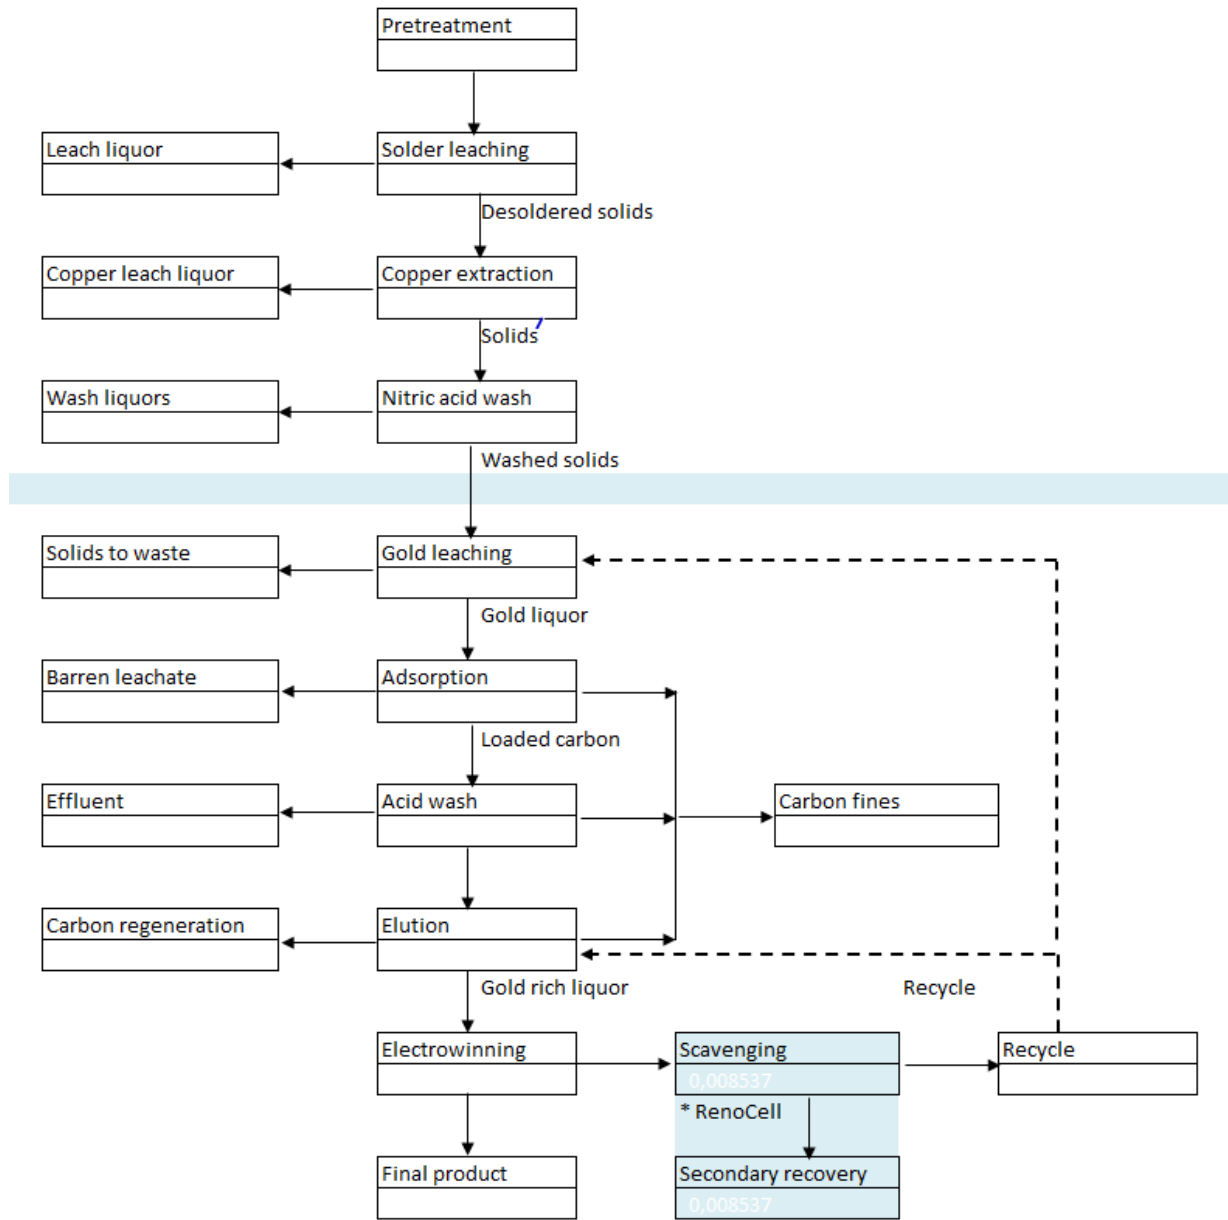 Pretreatment
Leach liquor
Solder leaching
Desoldered solids
Copper leach liquor
Copper extraction
Solids
Wash liquors
Nitric acid wash
Washed solids
Solids to waste
Gold leaching
Gold liquor
Barren leachate
Adsorption
Loaded carbon
Effluent
Acid wash
Carbon fines
Carbon regeneration
Elution
Gold rich liquor
Recycle
Electrowinning
Scavenging
Recycle
0,008537
* RenoCell
Final product
Secondary recovery
0,008537